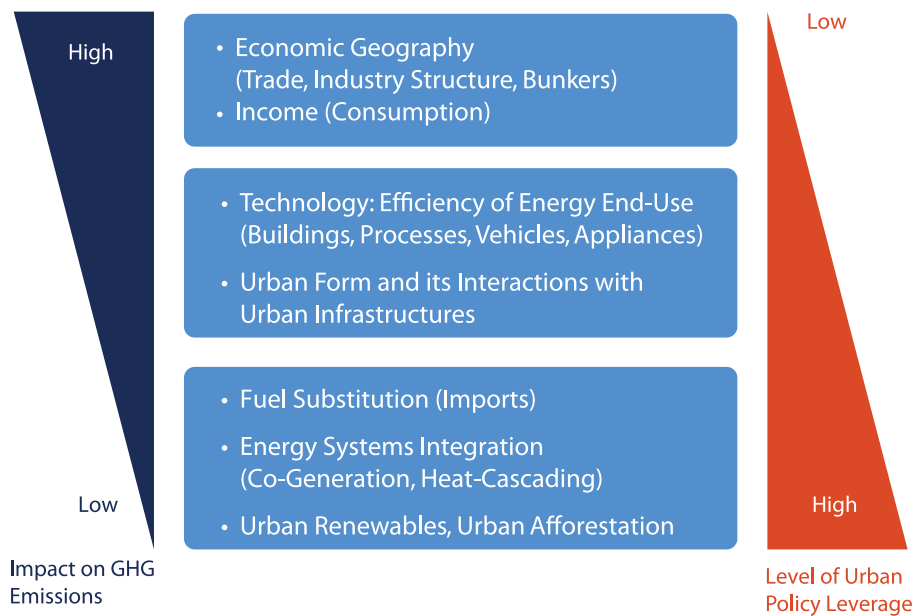 High
Low
• Economic Geography
(Trade, Industry Structure, Bunkers)
• Income (Consumption)
• Technology: Efficiency of Energy End-Use
(Buildings, Processes, Vehicles, Appliances)
• Urban Form and its Interactions with
Urban Infrastructures
• Fuel Substitution (Imports)
• Energy Systems Integration
(Co-Generation, Heat-Cascading)
• Urban Renewables, Urban Afforestation
Low
High
Impact on GHG
Emissions
Level of Urban
Policy Leverage